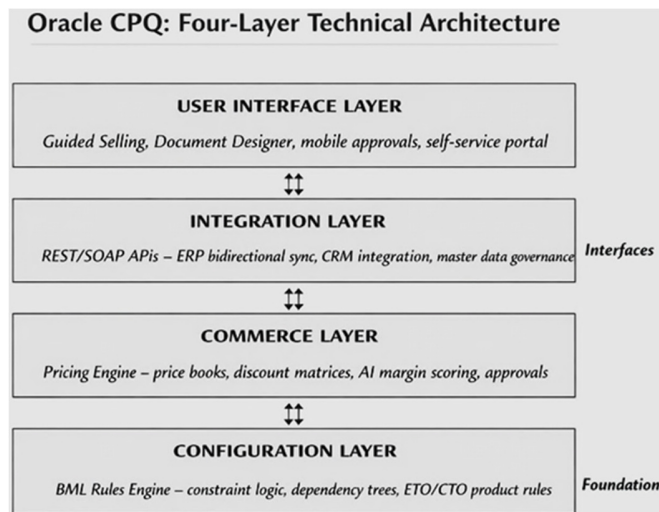 Oracle CPQ: Four-Layer Technical Architecture
USER INTERFACE LAYER
Guided Selling, Document Designer, mobile approvals, self-service portal
INTEGRATION LAYER
REST/SOAP APIs – ERP bidirectional sync, CRM integration, master data governance
Interfaces
COMMERCE LAYER
Pricing Engine – price books, discount matrices, AI margin scoring, approvals
CONFIGURATION LAYER
BML Rules Engine – constraint logic, dependency trees, ETO/CTO product rules
Foundation